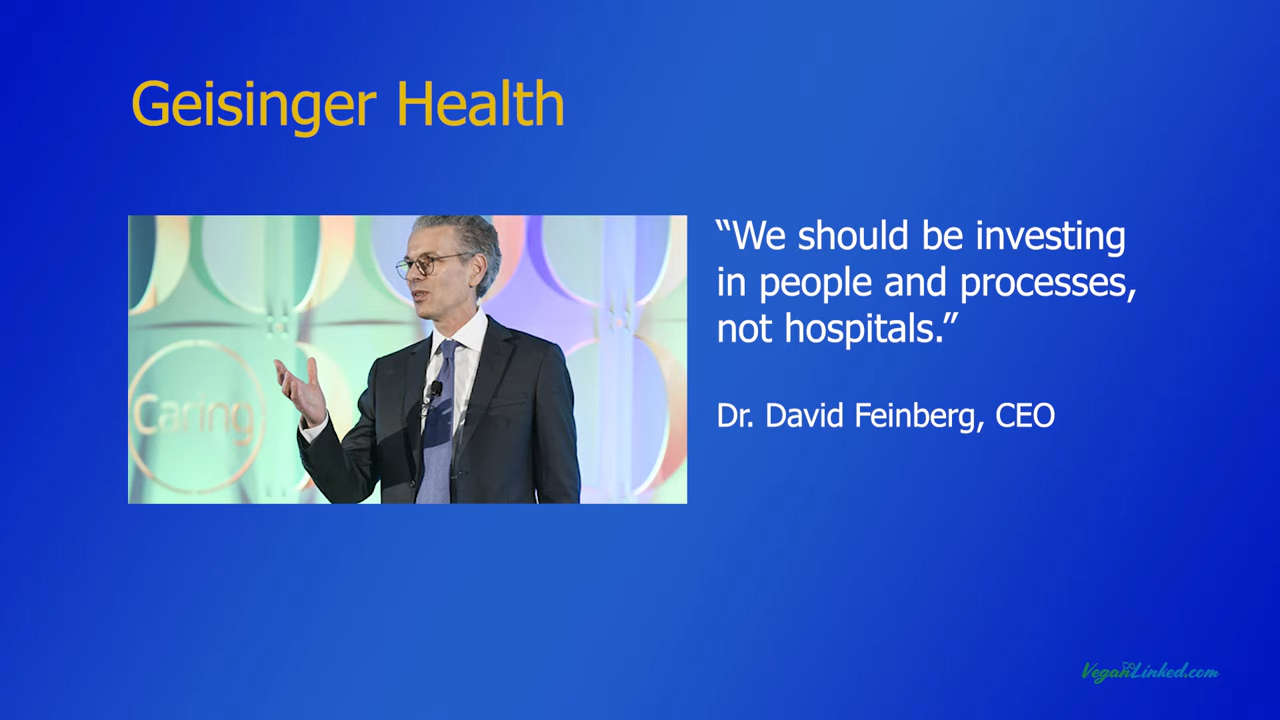 Geisinger Health
“We should be investing
in people and processes,
not hospitals.”
Dr. David Feinberg, CEO
Caring
VeganLinked.com